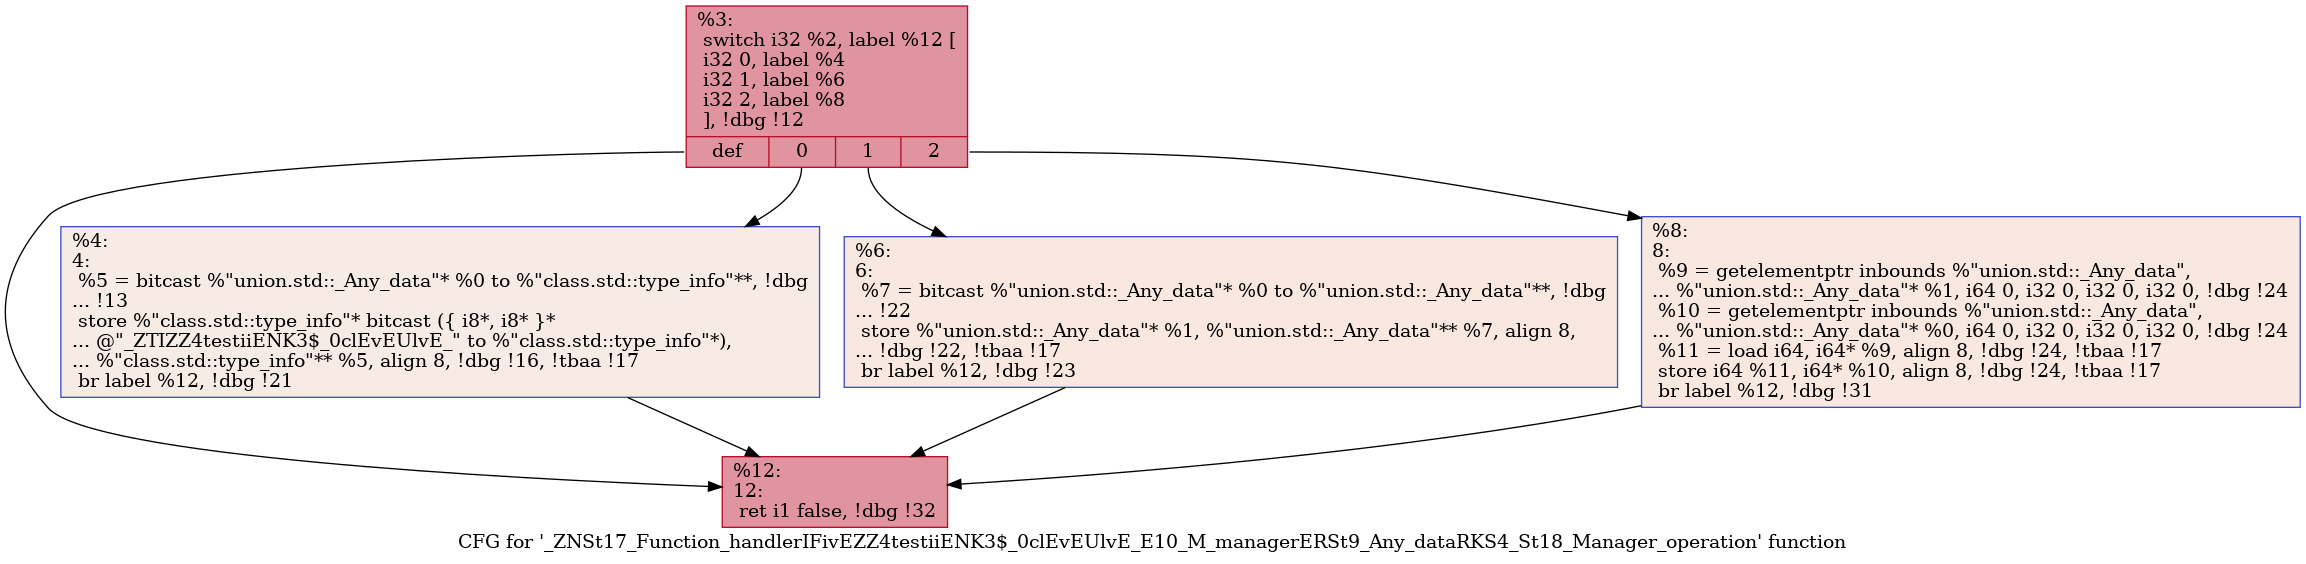 %3:
switch i32 %2, label %12 [
i32 0, label %4
i32 1, label %6
i32 2, label %8
], !dbg !12
def 0 1 2
%4:
4:
%5 = bitcast %"union.std::_Any_data"* %0 to %"class.std::type_info"**, !dbg
... !13
store %"class.std::type_info"* bitcast ({ i8*, i8* }*
... @"_ZTIZZ4testiiENK3$_0clEvEUlvE_" to %"class.std::type_info"*),
... %"class.std::type_info"** %5, align 8, !dbg !16, !tbaa !17
br label %12, !dbg !21
%6:
6:
%7 = bitcast %"union.std::_Any_data"* %0 to %"union.std::_Any_data"**, !dbg
... !22
store %"union.std::_Any_data"* %1, %"union.std::_Any_data"** %7, align 8,
... !dbg !22, !tbaa !17
br label %12, !dbg !23
%8:
8:
%9 = getelementptr inbounds %"union.std::_Any_data",
... %"union.std::_Any_data"* %1, i64 0, i32 0, i32 0, i32 0, !dbg !24
%10 = getelementptr inbounds %"union.std::_Any_data",
... %"union.std::_Any_data"* %0, i64 0, i32 0, i32 0, i32 0, !dbg !24
%11 = load i64, i64* %9, align 8, !dbg !24, !tbaa !17
store i64 %11, i64* %10, align 8, !dbg !24, !tbaa !17
br label %12, !dbg !31
%12:
12:
ret i1 false, !dbg !32
CFG for '_ZNSt17_Function_handlerIFivEZZ4testiiENK3$_0clEvEUlvE_E10_M_managerERSt9_Any_dataRKS4_St18_Manager_operation' function